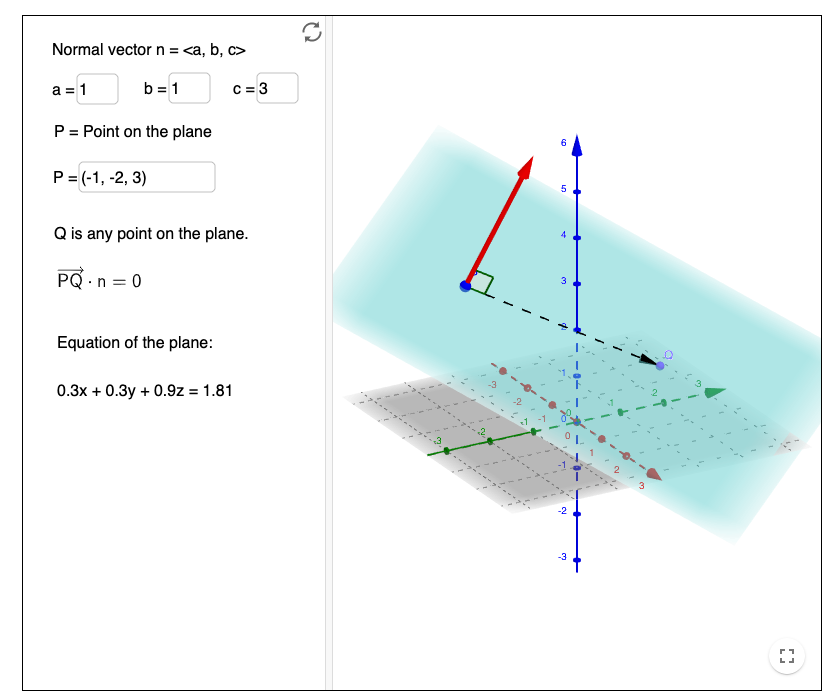 Normal vector n = <a, b, c>
a = 1 b = 1 c = 3
P = Point on the plane
P = (-1, -2, 3)
Q is any point on the plane.
PQ · n = 0
Equation of the plane:
0.3x + 0.3y + 0.9z = 1.81
6
5
4
3
2
Q
1
-3
3
2
-2
1
-1
-1
0
0
0
-2
-3
1
-1
2
3
-2
-3